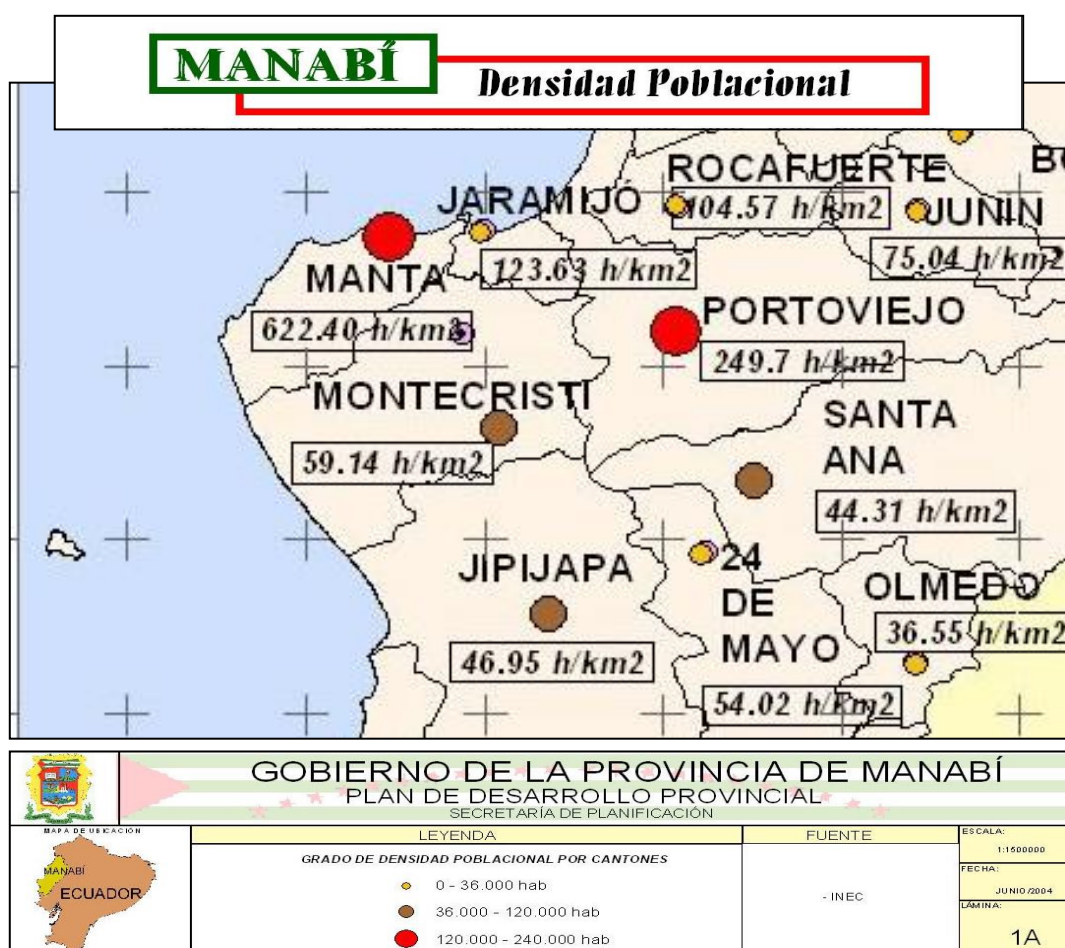 MANABÍ
Densidad Poblacional
ROCAFUERTE
104.57 h/km2
JARAMIJÓ
123.63 h/km2
JUNIN
75.04 h/km2
MANTA
622.40 h/km2
PORTOVIEJO
249.7 h/km2
MONTECRISTI
59.14 h/km2
SANTA
ANA
44.31 h/km2
JIPIJAPA
46.95 h/km2
24
DE
MAYO
54.02 h/km2
OLMEDO
36.55 h/km2
GOBIERNO DE LA PROVINCIA DE MANABÍ
PLAN DE DESARROLLO PROVINCIAL
SECRETARÍA DE PLANIFICACIÓN
MAPA DE UBICACIÓN
MANABÍ
ECUADOR
LEYENDA
GRADO DE DENSIDAD POBLACIONAL POR CANTONES
0 - 36.000 hab
36.000 - 120.000 hab
120.000 - 240.000 hab
FUENTE
- INEC
ESCALA:
1:1500000
FECHA:
JUNIO/2004
LÁMINA:
1A